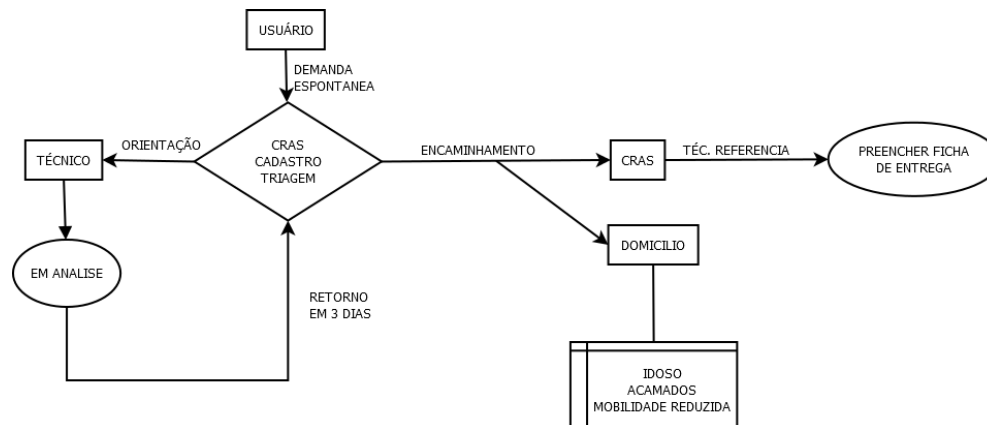 USUÁRIO
DEMANDA
ESPONTANEA
ORIENTAÇÃO
TÉCNICO
CRAS
CADASTRO
TRIAGEM
ENCAMINHAMENTO
CRAS
TÉC. REFERENCIA
PREENCHER FICHA
DE ENTREGA
DOMICILIO
EM ANALISE
RETORNO
EM 3 DIAS
IDOSO
ACAMADOS
MOBILIDADE REDUZIDA